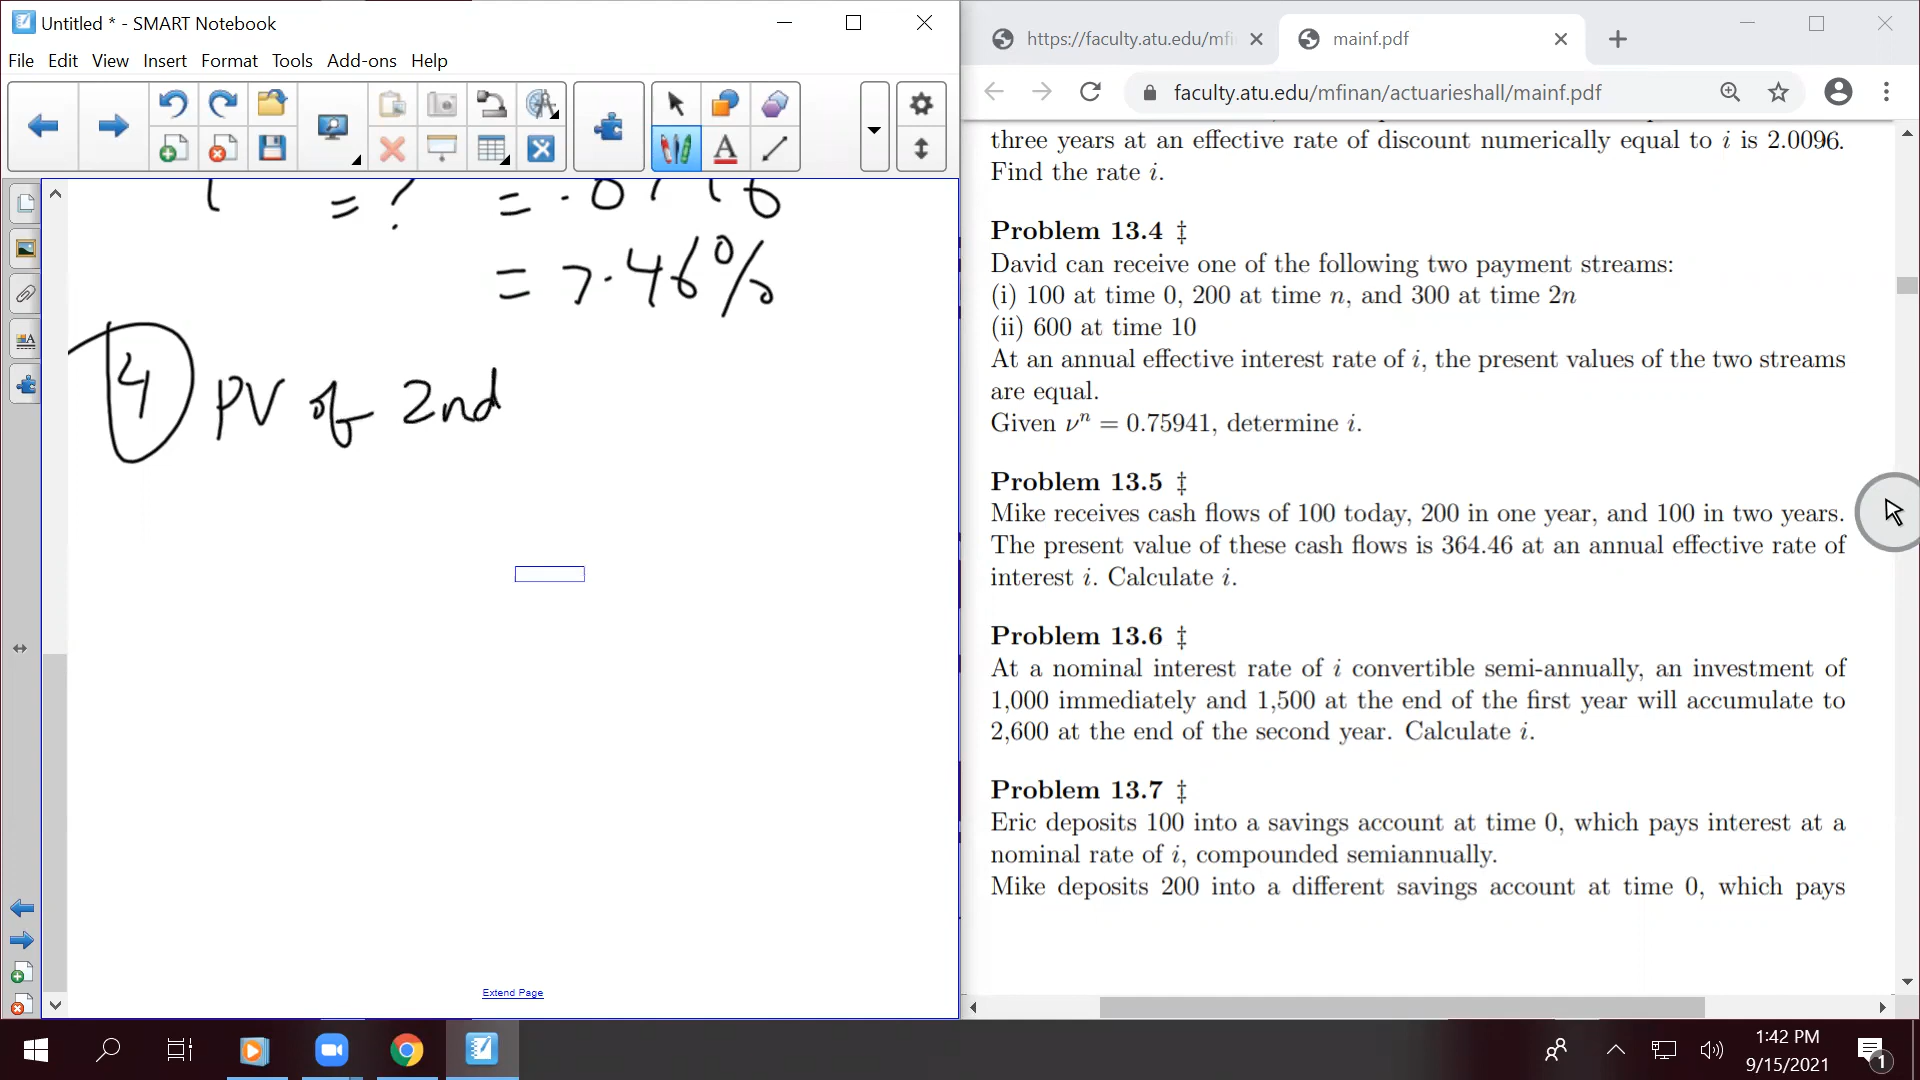 Untitled * - SMART Notebook
File Edit View Insert Format Tools Add-ons Help
= ?
= 7.46%
4 PV of 2nd
Extend Page
https://faculty.atu.edu/mfi
mainf.pdf
faculty.atu.edu/mfinan/actuarieshall/mainf.pdf
three years at an effective rate of discount numerically equal to i is 2.0096.
Find the rate i.
Problem 13.4 ‡
David can receive one of the following two payment streams:
(i) 100 at time 0, 200 at time n, and 300 at time 2n
(ii) 600 at time 10
At an annual effective interest rate of i, the present values of the two streams
are equal.
Given νⁿ = 0.75941, determine i.
Problem 13.5 ‡
Mike receives cash flows of 100 today, 200 in one year, and 100 in two years.
The present value of these cash flows is 364.46 at an annual effective rate of
interest i. Calculate i.
Problem 13.6 ‡
At a nominal interest rate of i convertible semi-annually, an investment of
1,000 immediately and 1,500 at the end of the first year will accumulate to
2,600 at the end of the second year. Calculate i.
Problem 13.7 ‡
Eric deposits 100 into a savings account at time 0, which pays interest at a
nominal rate of i, compounded semiannually.
Mike deposits 200 into a different savings account at time 0, which pays
1:42 PM
9/15/2021
1